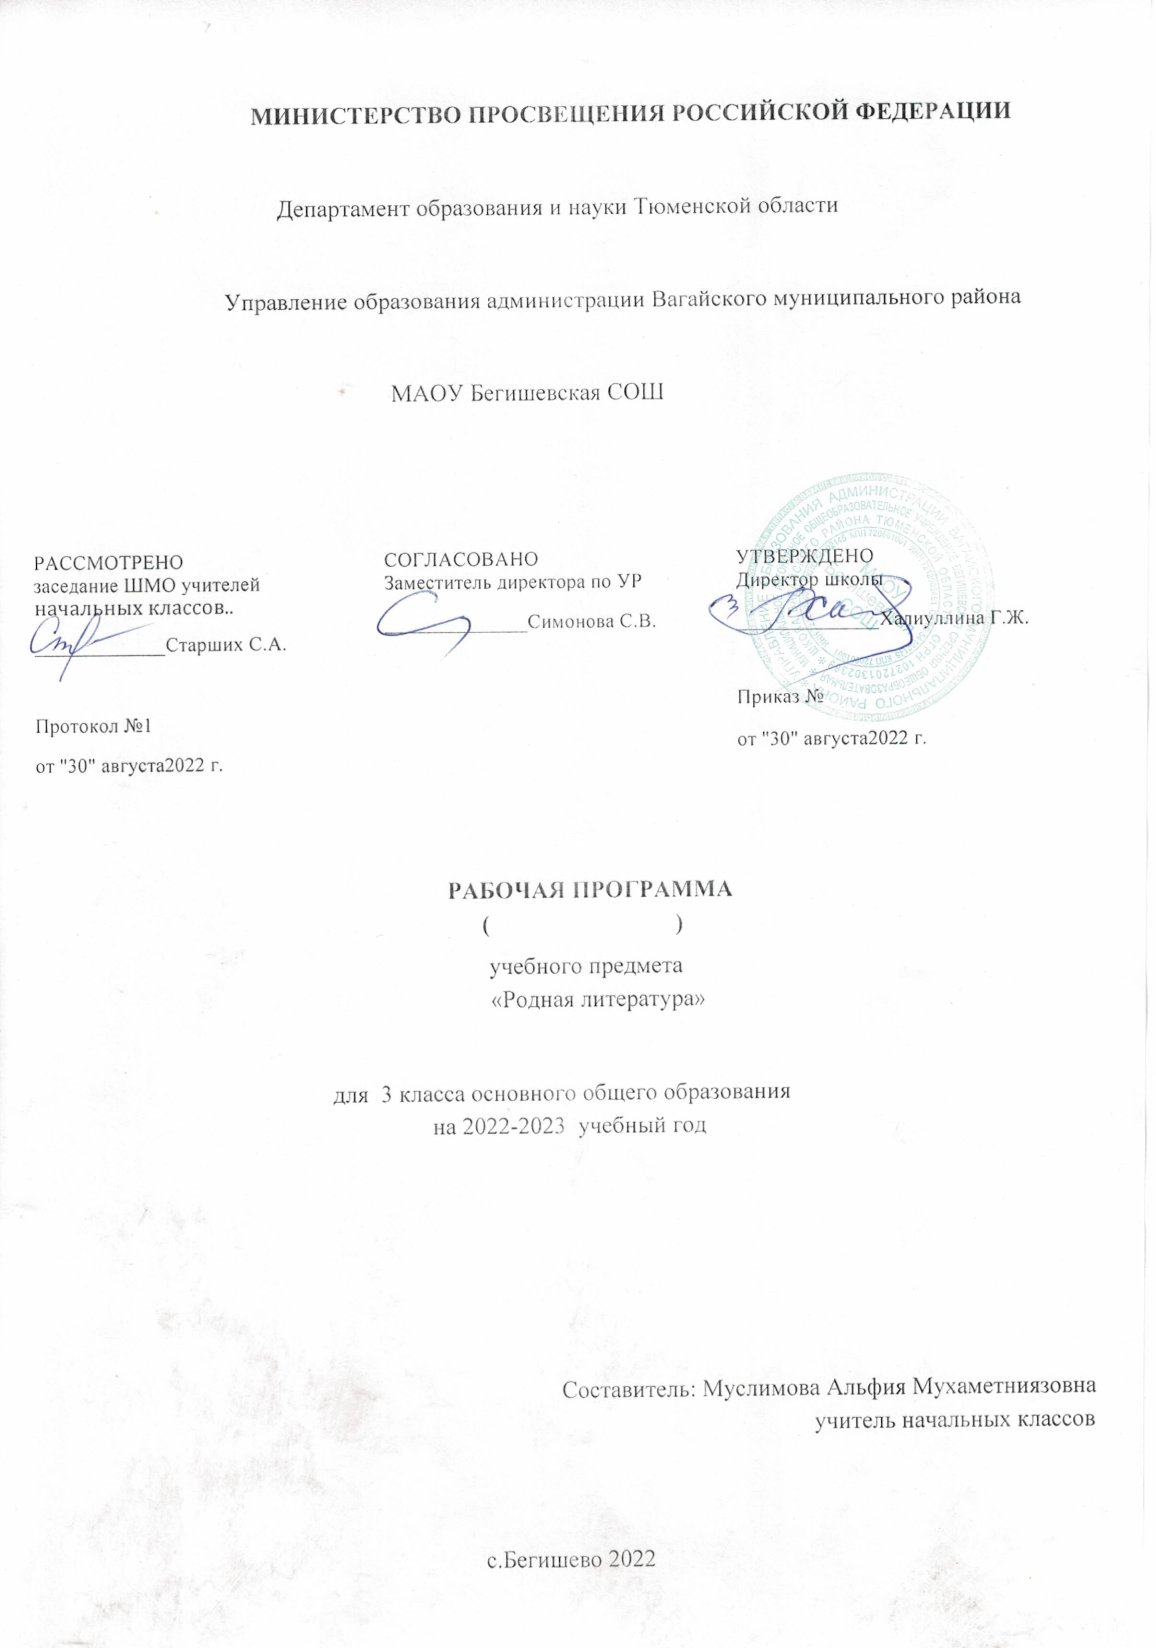 МИНИСТЕРСТВО ПРОСВЕЩЕНИЯ РОССИЙСКОЙ ФЕДЕРАЦИИ
Департамент образования и науки Тюменской области
Управление образования администрации Вагайского муниципального района
МАОУ Бегишевская СОШ
РАССМОТРЕНО
заседание ШМО учителей
начальных классов..
Старших С.А.
Протокол №1
от "30" августа2022 г.
СОГЛАСОВАНО
Заместитель директора по УР
Симонова С.В.
УТВЕРЖДЕНО
Директор школы
Халиуллина Г.Ж.
Приказ №
от "30" августа2022 г.
РАБОЧАЯ ПРОГРАММА
( )
учебного предмета
«Родная литература»
для 3 класса основного общего образования
на 2022-2023 учебный год
Составитель: Муслимова Альфия Мухаметниязовна
учитель начальных классов
с.Бегишево 2022